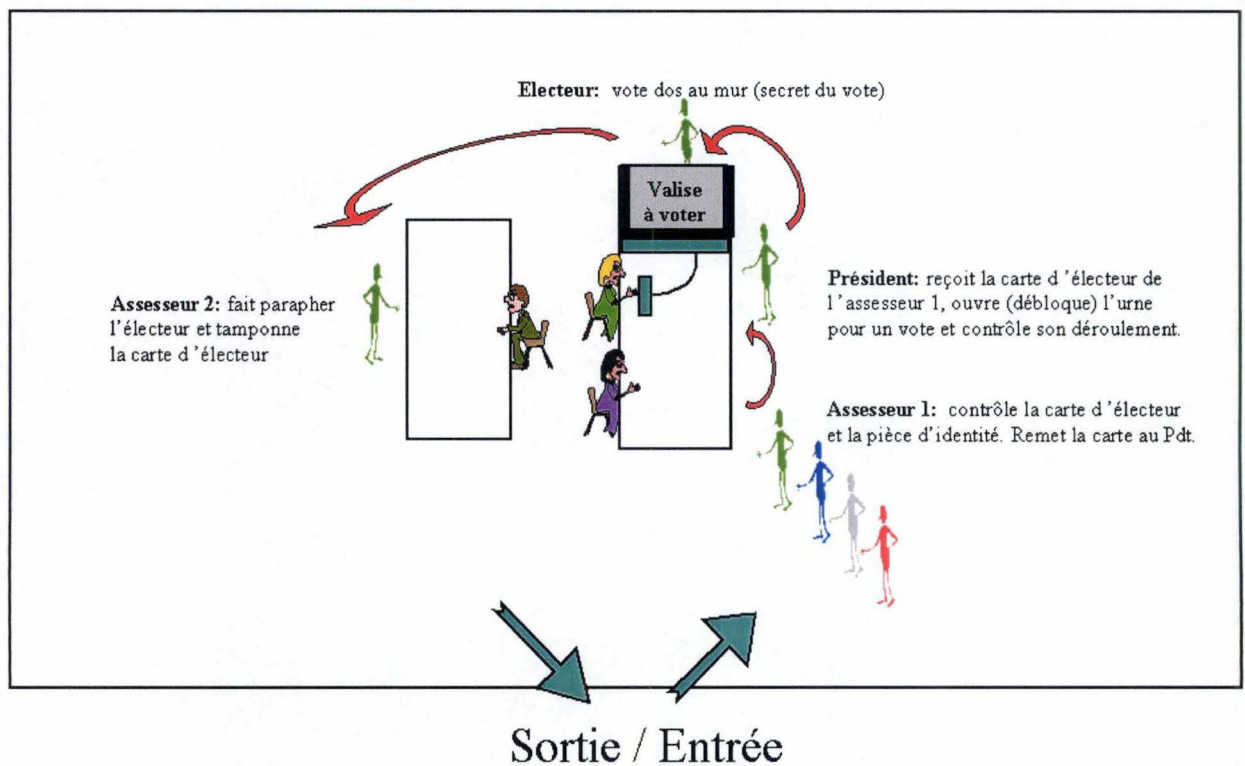 Electeur: vote dos au mur (secret du vote)
Valise
à voter
Président: reçoit la carte d ’électeur de
l ’assesseur 1, ouvre (débloque) l’urne
pour un vote et contrôle son déroulement.
Assesseur 2: fait parapher
l’électeur et tamponne
la carte d ’électeur
Assesseur 1: contrôle la carte d ’électeur
et la pièce d’identité. Remet la carte au Pdt.
Sortie / Entrée